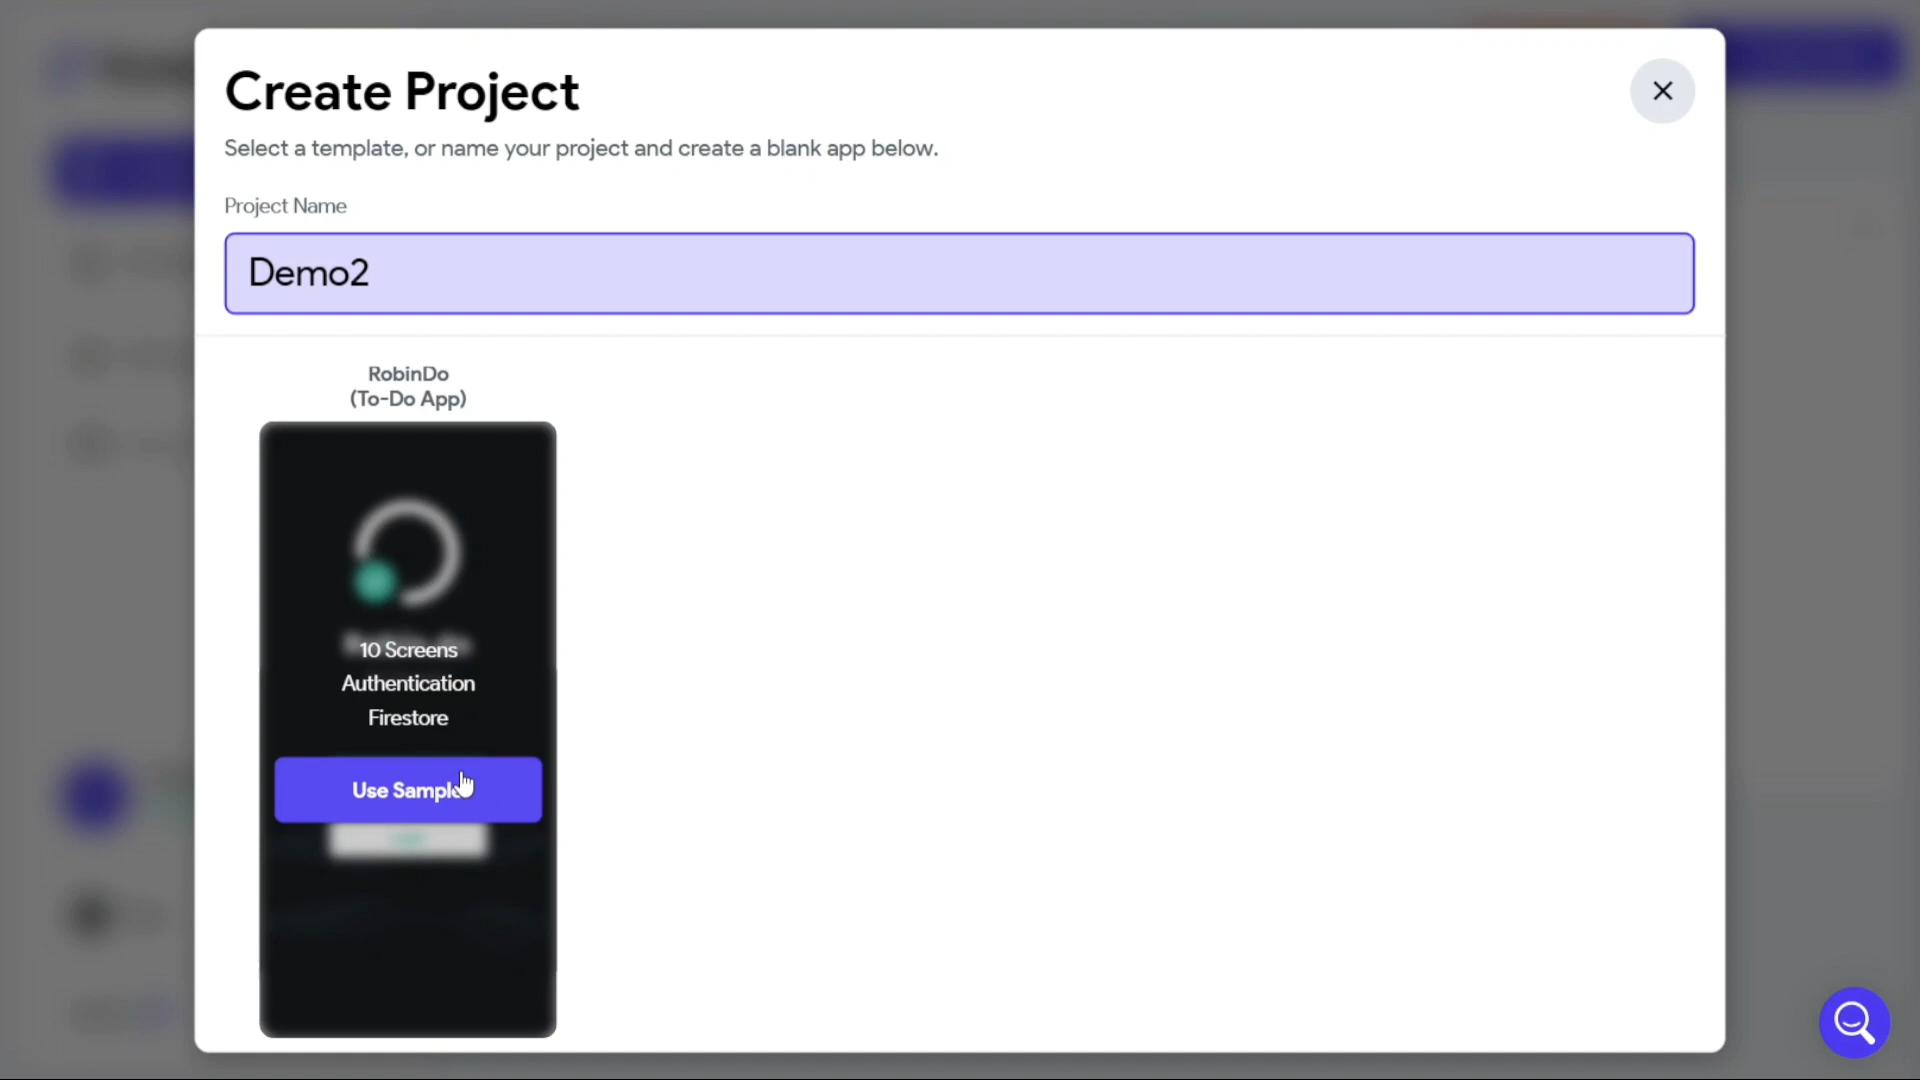 Create Project
Select a template, or name your project and create a blank app below.
Project Name
Demo2
RobinDo
(To-Do App)
10 Screens
Authentication
Firestore
Use Sample